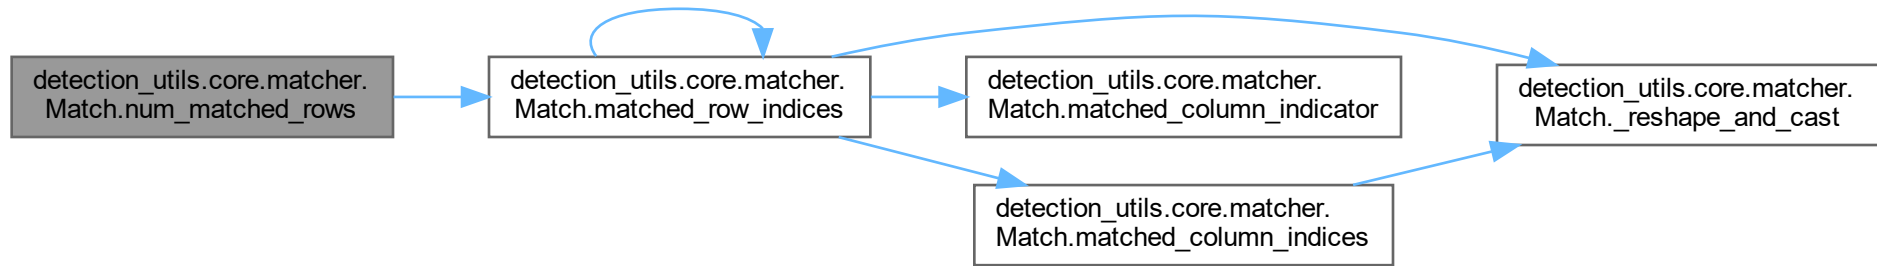 detection_utils.core.matcher.
Match.num_matched_rows
detection_utils.core.matcher.
Match.matched_row_indices
detection_utils.core.matcher.
Match.matched_column_indicator
detection_utils.core.matcher.
Match.matched_column_indices
detection_utils.core.matcher.
Match._reshape_and_cast